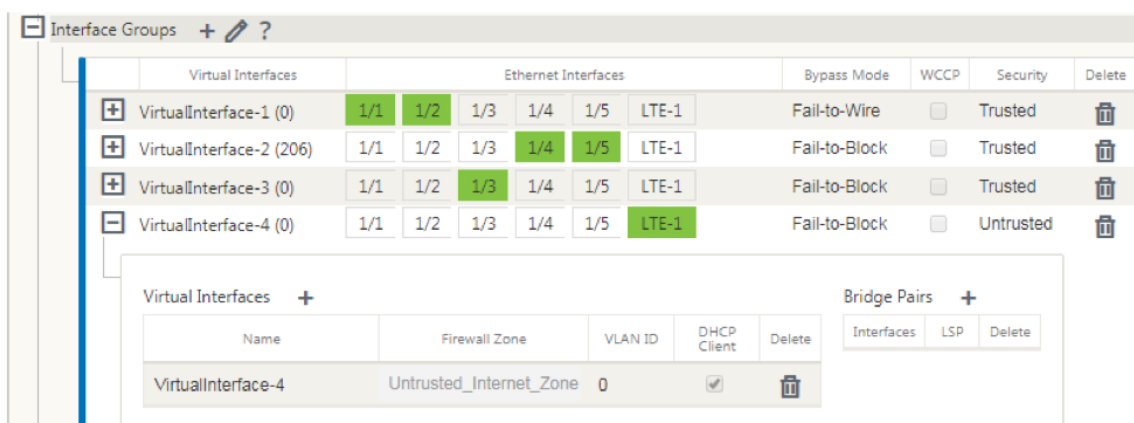 Interface Groups + ?
Virtual Interfaces Ethernet Interfaces Bypass Mode WCCP Security Delete
VirtualInterface-1 (0) 1/1 1/2 1/3 1/4 1/5 LTE-1 Fail-to-Wire Trusted
VirtualInterface-2 (206) 1/1 1/2 1/3 1/4 1/5 LTE-1 Fail-to-Block Trusted
VirtualInterface-3 (0) 1/1 1/2 1/3 1/4 1/5 LTE-1 Fail-to-Block Trusted
VirtualInterface-4 (0) 1/1 1/2 1/3 1/4 1/5 LTE-1 Fail-to-Block Untrusted
Virtual Interfaces + Bridge Pairs +
Name Firewall Zone VLAN ID DHCP Client Delete Interfaces LSP Delete
VirtualInterface-4 Untrusted_Internet_Zone 0